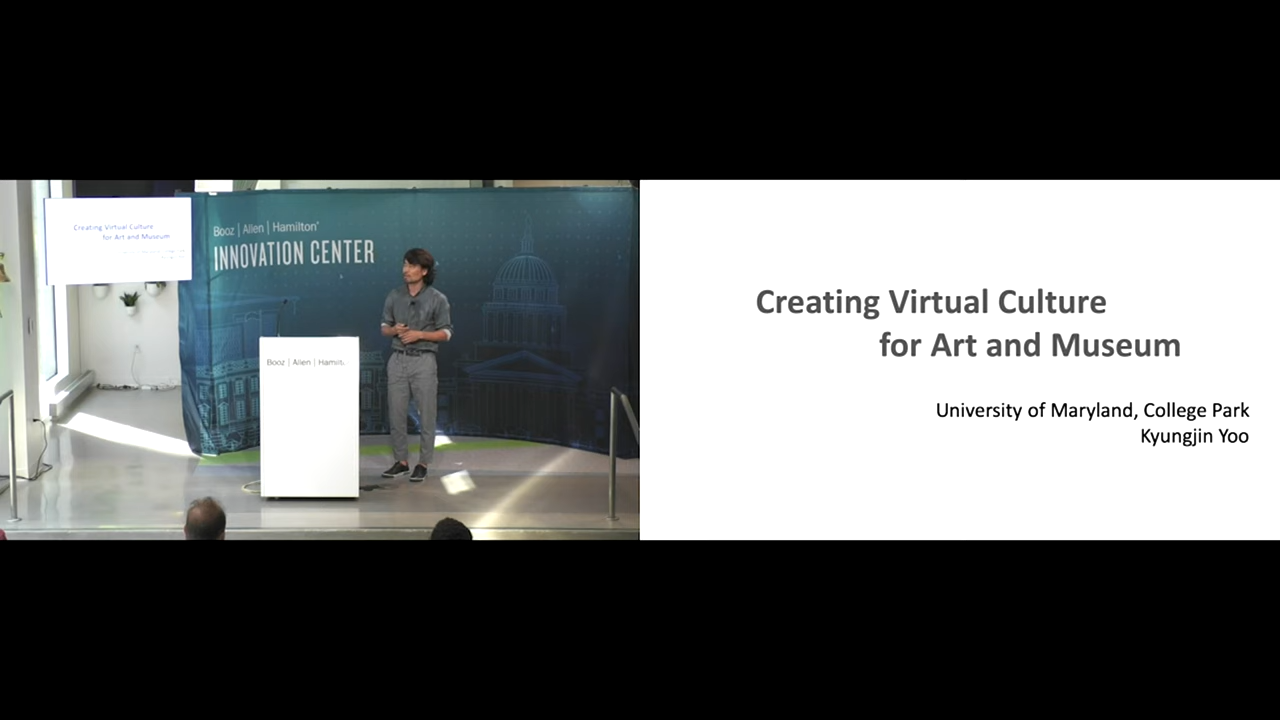 Creating Virtual Culture
for Art and Museum
Booz | Allen | Hamilton
INNOVATION CENTER
Booz | Allen | Hamilton
Creating Virtual Culture
for Art and Museum
University of Maryland, College Park
Kyungjin Yoo